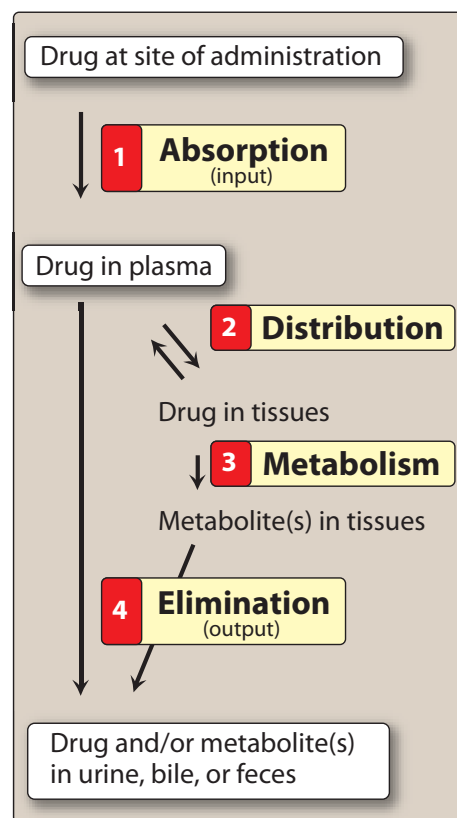 Drug at site of administration
1 Absorption
(input)
Drug in plasma
2 Distribution
Drug in tissues
3 Metabolism
Metabolite(s) in tissues
4 Elimination
(output)
Drug and/or metabolite(s)
in urine, bile, or feces